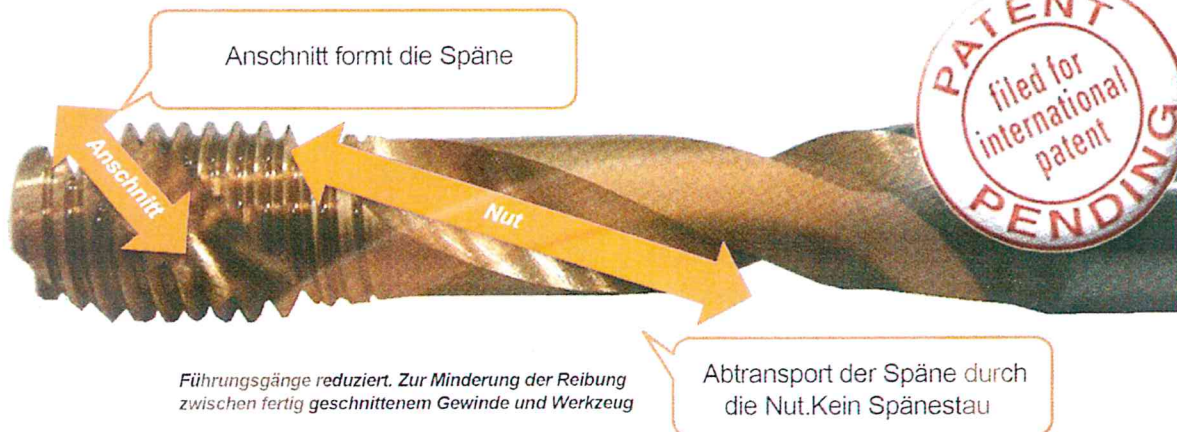 Anschnitt formt die Späne
PATENT
filed for
international
patent
PENDING
Anschnitt
Nut
Führungsgänge reduziert. Zur Minderung der Reibung
zwischen fertig geschnittenem Gewinde und Werkzeug
Abtransport der Späne durch
die Nut.Kein Spänestau